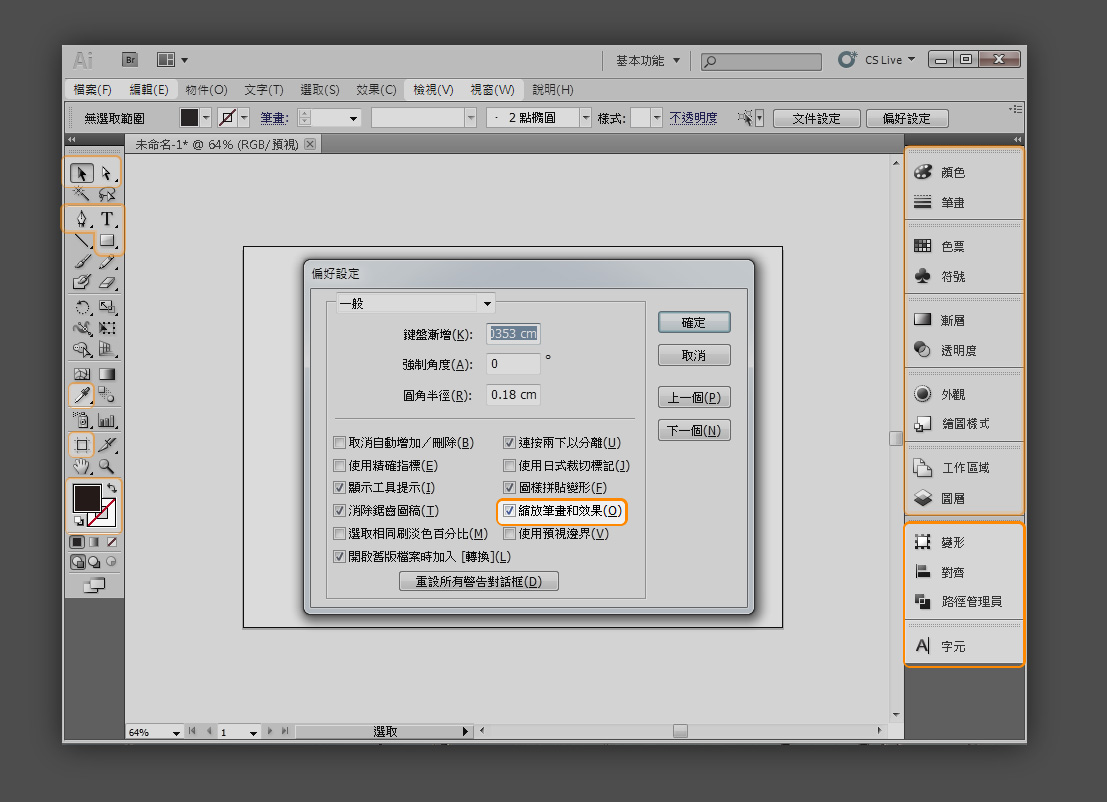 Ai Br 基本功能 CS Live
檔案(F) 編輯(E) 物件(O) 文字(T) 選取(S) 效果(C) 檢視(V) 視窗(W) 說明(H)
無選取範圍 筆畫: 2 點橢圓 樣式: 不透明度 文件設定 偏好設定
未命名-1* @ 64% (RGB/預視)
偏好設定
一般
鍵盤漸增(K): 0353 cm
強制角度(A): 0 °
圓角半徑(R): 0.18 cm
取消自動增加／刪除(B)
使用精確指標(E)
顯示工具提示(I)
消除鋸齒圖稿(T)
選取相同刷淡色百分比(M)
開啟舊版檔案時加入 [轉換](L)
連按兩下以分離(U)
使用日式裁切標記(J)
圖樣拼貼變形(F)
縮放筆畫和效果(O)
使用預視邊界(V)
重設所有警告對話框(D)
確定
取消
上一個(P)
下一個(N)
顏色
筆畫
色票
符號
漸層
透明度
外觀
繪圖樣式
工作區域
圖層
變形
對齊
路徑管理員
字元
64% 1 選取